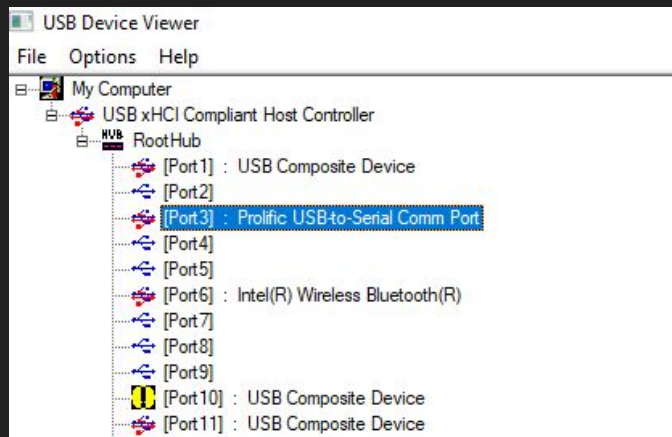 USB Device Viewer
File Options Help
My Computer
USB xHCI Compliant Host Controller
HUB RootHub
[Port1] : USB Composite Device
[Port2]
[Port3] : Prolific USB-to-Serial Comm Port
[Port4]
[Port5]
[Port6] : Intel(R) Wireless Bluetooth(R)
[Port7]
[Port8]
[Port9]
[Port10] : USB Composite Device
[Port11] : USB Composite Device